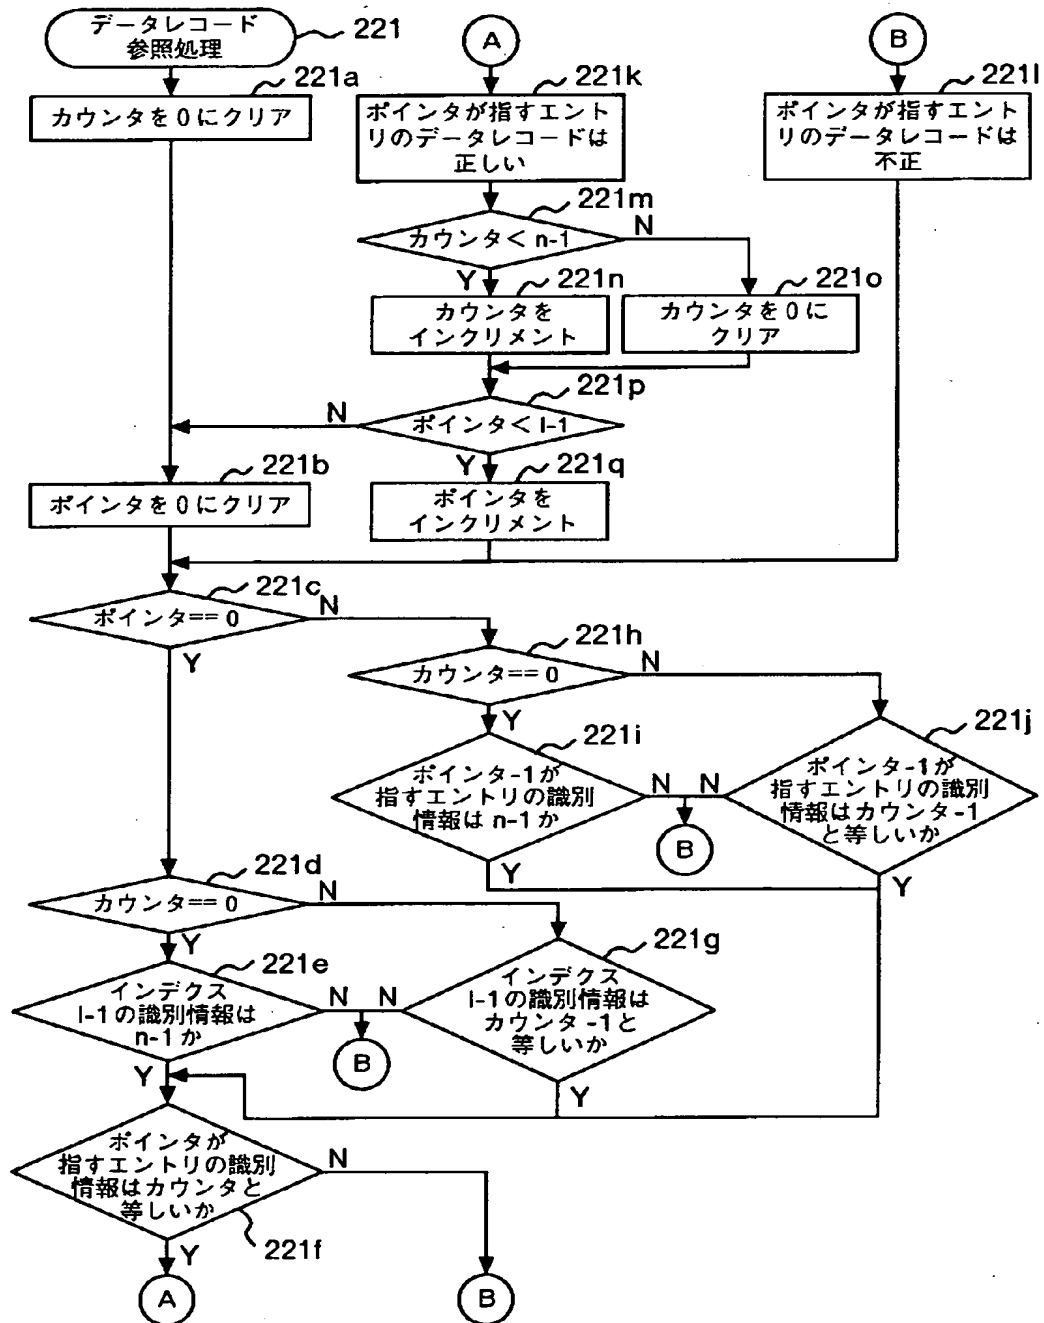 データレコード
参照処理
221
221a
カウンタを0にクリア
A
221k
ポインタが指すエント
リのデータレコードは
正しい
B
221l
ポインタが指すエント
リのデータレコードは
不正
221m
カウンタ< n-1
N
Y
221n
カウンタを
インクリメント
221o
カウンタを0に
クリア
221p
N
ポインタ< l-1
Y
221b
ポインタを0にクリア
221q
ポインタを
インクリメント
221c
N
ポインタ== 0
Y
221h
N
カウンタ== 0
Y
221i
ポインタ-1が
指すエントリの識別
情報は n-1か
N
Y
221j
ポインタ-1が
指すエントリの識別
情報はカウンタ-1
と等しいか
N
Y
B
221d
N
カウンタ== 0
Y
221e
インデクス
l-1の識別情報は
n-1か
N
Y
221g
インデクス
l-1の識別情報は
カウンタ-1と
等しいか
N
Y
B
ポインタが
指すエントリの識別
情報はカウンタと
等しいか
N
Y
221f
A
B